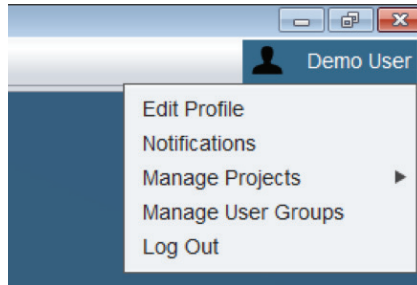 Demo User
Edit Profile
Notifications
Manage Projects
Manage User Groups
Log Out